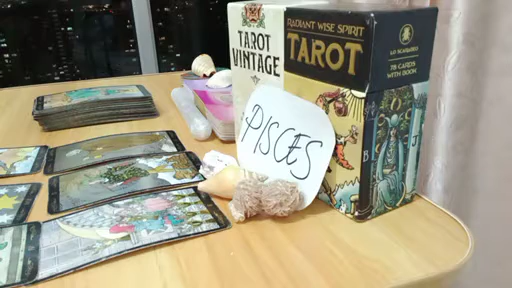 TAROT
VINTAGE
RADIANT WISE SPIRIT
TAROT
LO SCARABEO
78 CARDS
WITH BOOK
PISCES
B
J